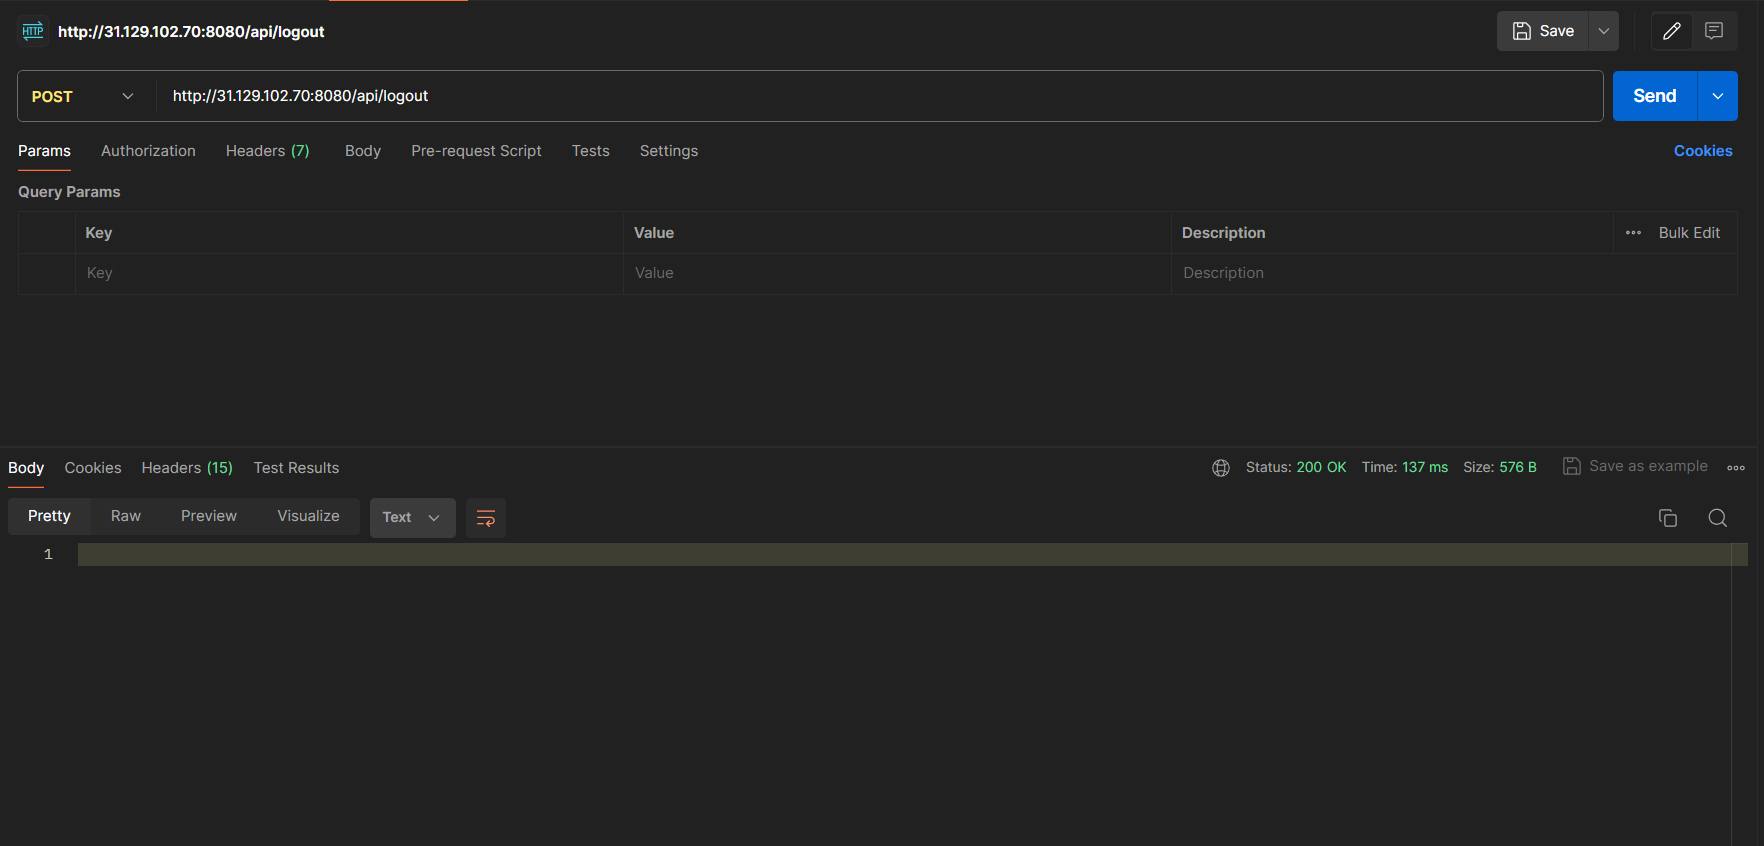 HTTP http://31.129.102.70:8080/api/logout Save
POST http://31.129.102.70:8080/api/logout Send
Params Authorization Headers (7) Body Pre-request Script Tests Settings Cookies
Query Params
Key Value Description Bulk Edit
Key Value Description
Body Cookies Headers (15) Test Results Status: 200 OK Time: 137 ms Size: 576 B Save as example
Pretty Raw Preview Visualize Text
1